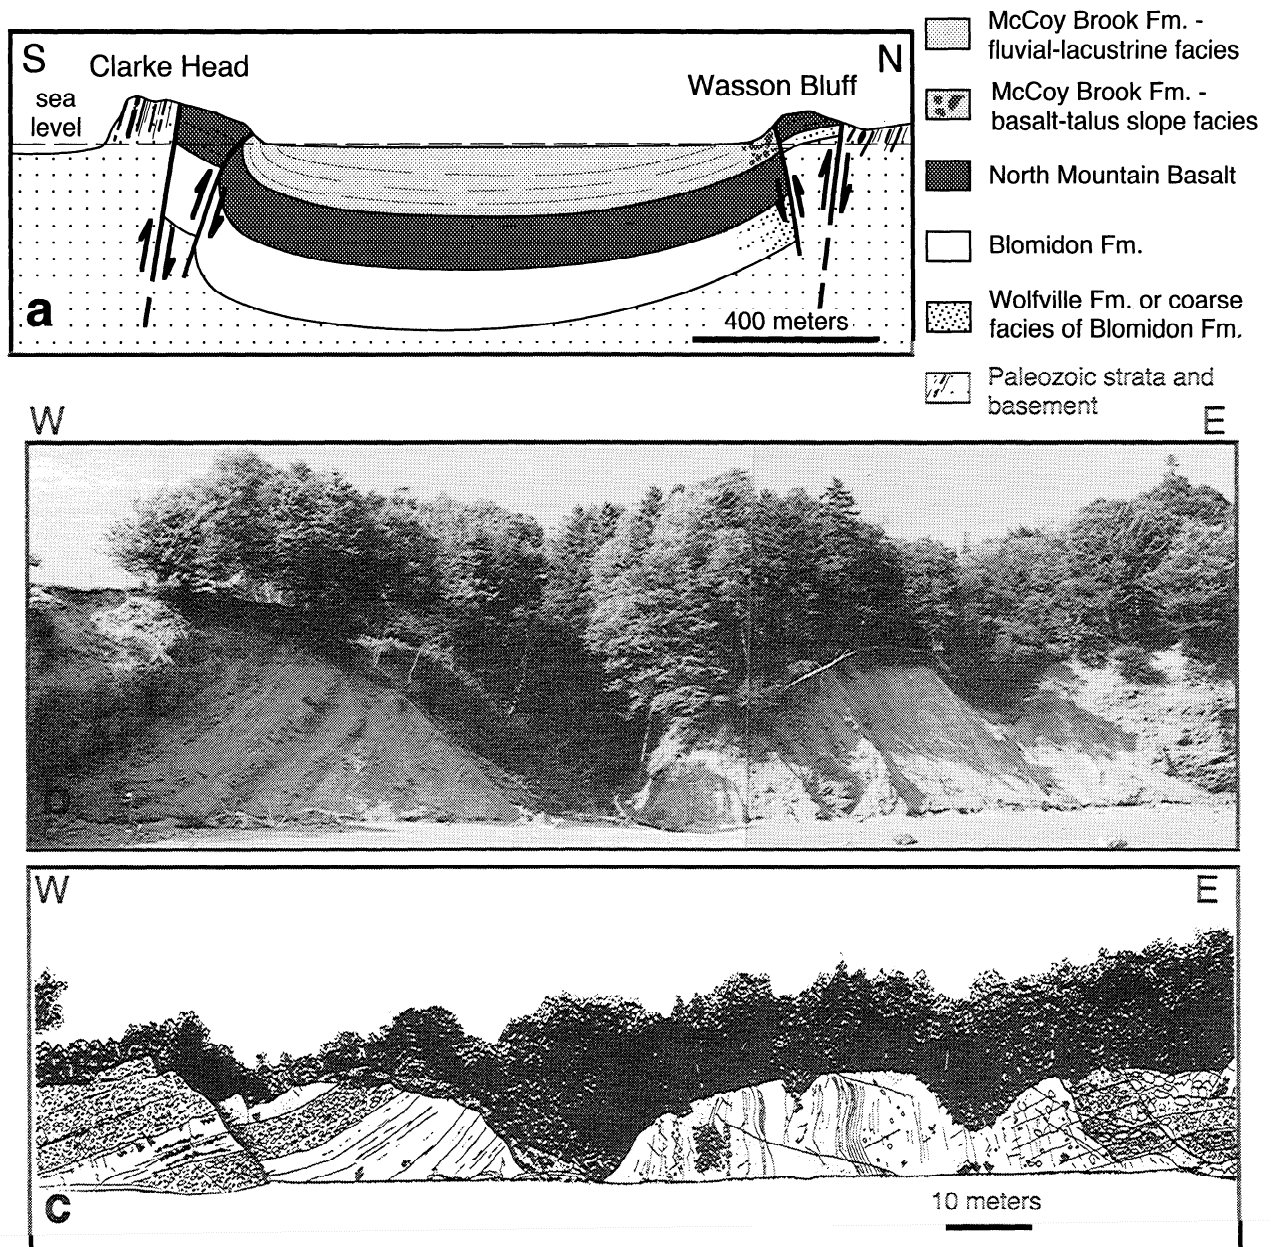 S
Clarke Head
Wasson Bluff
N
sea
level
a
400 meters
McCoy Brook Fm. -
fluvial-lacustrine facies
McCoy Brook Fm. -
basalt-talus slope facies
North Mountain Basalt
Blomidon Fm.
Wolfville Fm. or coarse
facies of Blomidon Fm.
Paleozoic strata and
basement
W
E
b
W
E
c
10 meters